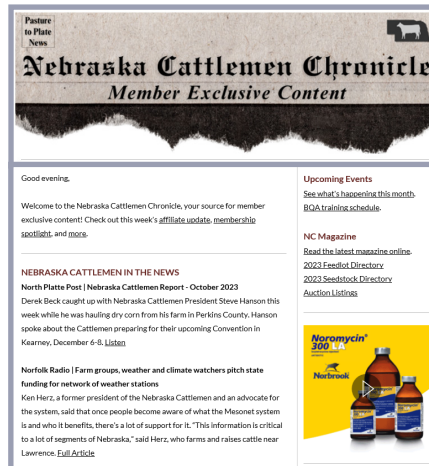 Pasture
to Plate
News
Nebraska Cattlemen Chronicle
Member Exclusive Content
Good evening,
Welcome to the Nebraska Cattlemen Chronicle, your source for member
exclusive content! Check out this week's affiliate update, membership
spotlight, and more.
NEBRASKA CATTLEMEN IN THE NEWS
North Platte Post | Nebraska Cattlemen Report - October 2023
Derek Beck caught up with Nebraska Cattlemen President Steve Hanson this
week while he was hauling dry corn from his farm in Perkins County. Hanson
spoke about the Cattlemen preparing for their upcoming Convention in
Kearney, December 6-8. Listen
Norfolk Radio | Farm groups, weather and climate watchers pitch state
funding for network of weather stations
Ken Herz, a former president of the Nebraska Cattlemen and an advocate for
the system, said that once people become aware of what the Mesonet system
is and who it benefits, there's a lot of support for it. "This information is critical
to a lot of segments of Nebraska," said Herz, who farms and raises cattle near
Lawrence. Full Article
Upcoming Events
See what's happening this month.
BQA training schedule.
NC Magazine
Read the latest magazine online.
2023 Feedlot Directory
2023 Seedstock Directory
Auction Listings
Noromycin®
300 LA
Norbrook